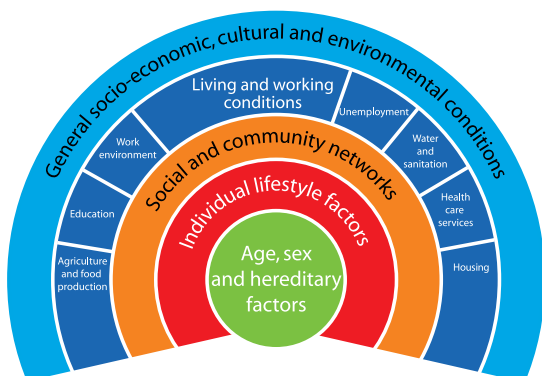 General socio-economic, cultural and environmental conditions
Living and working
conditions
Unemployment
Work
environment
Water
and
sanitation
Education
Health
care
services
Agriculture
and food
production
Housing
Social and community networks
Individual lifestyle factors
Age, sex
and hereditary
factors